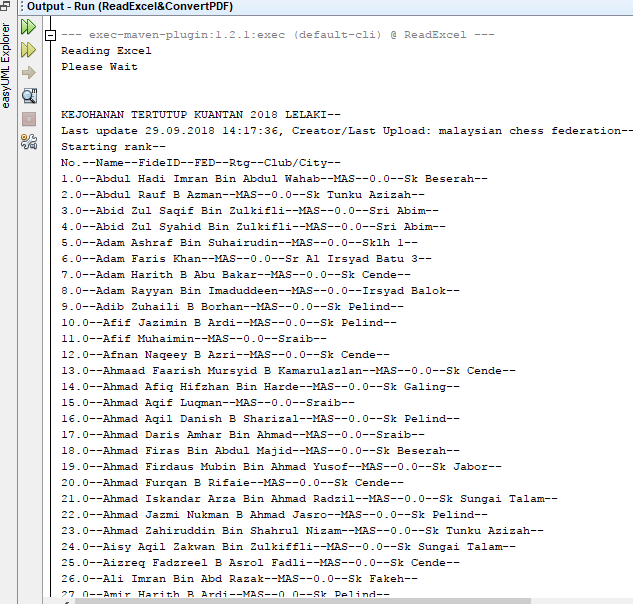 Output - Run (ReadExcel&ConvertPDF)
easyUML Explorer
--- exec-maven-plugin:1.2.1:exec (default-cli) @ ReadExcel ---
Reading Excel
Please Wait
KEJOHANAN TERTUTUP KUANTAN 2018 LELAKI--
Last update 29.09.2018 14:17:36, Creator/Last Upload: malaysian chess federation--
Starting rank--
No.--Name--FideID--FED--Rtg--Club/City--
1.0--Abdul Hadi Imran Bin Abdul Wahab--MAS--0.0--Sk Beserah--
2.0--Abdul Rauf B Azman--MAS--0.0--Sk Tunku Azizah--
3.0--Abid Zul Saqif Bin Zulkifli--MAS--0.0--Sri Abim--
4.0--Abid Zul Syahid Bin Zulkifli--MAS--0.0--Sri Abim--
5.0--Adam Ashraf Bin Suhairudin--MAS--0.0--Sklh 1--
6.0--Adam Faris Khan--MAS--0.0--Sr Al Irsyad Batu 3--
7.0--Adam Harith B Abu Bakar--MAS--0.0--Sk Cende--
8.0--Adam Rayyan Bin Imaduddeen--MAS--0.0--Irsyad Balok--
9.0--Adib Zuhaili B Borhan--MAS--0.0--Sk Pelind--
10.0--Afif Jazimin B Ardi--MAS--0.0--Sk Pelind--
11.0--Afif Muhaimin--MAS--0.0--Sraib--
12.0--Afnan Naqeey B Azri--MAS--0.0--Sk Cende--
13.0--Ahmaad Faarish Mursyid B Kamarulazlan--MAS--0.0--Sk Cende--
14.0--Ahmad Afiq Hifzhan Bin Harde--MAS--0.0--Sk Galing--
15.0--Ahmad Aqif Luqman--MAS--0.0--Sraib--
16.0--Ahmad Aqil Danish B Sharizal--MAS--0.0--Sk Pelind--
17.0--Ahmad Daris Amhar Bin Ahmad--MAS--0.0--Sraib--
18.0--Ahmad Firas Bin Abdul Majid--MAS--0.0--Sk Beserah--
19.0--Ahmad Firdaus Mubin Bin Ahmad Yusof--MAS--0.0--Sk Jabor--
20.0--Ahmad Furqan B Rifaie--MAS--0.0--Sk Cende--
21.0--Ahmad Iskandar Arza Bin Ahmad Radzil--MAS--0.0--Sk Sungai Talam--
22.0--Ahmad Jazmi Nukman B Ahmad Jasro--MAS--0.0--Sk Pelind--
23.0--Ahmad Zahiruddin Bin Shahrul Nizam--MAS--0.0--Sk Tunku Azizah--
24.0--Aisy Aqil Zakwan Bin Zulkiffli--MAS--0.0--Sk Sungai Talam--
25.0--Aizreq Fadzreel B Asrol Fadli--MAS--0.0--Sk Cende--
26.0--Ali Imran Bin Abd Razak--MAS--0.0--Sk Fakeh--
27.0--Amir Harith B Ardi--MAS--0.0--Sk Pelind--